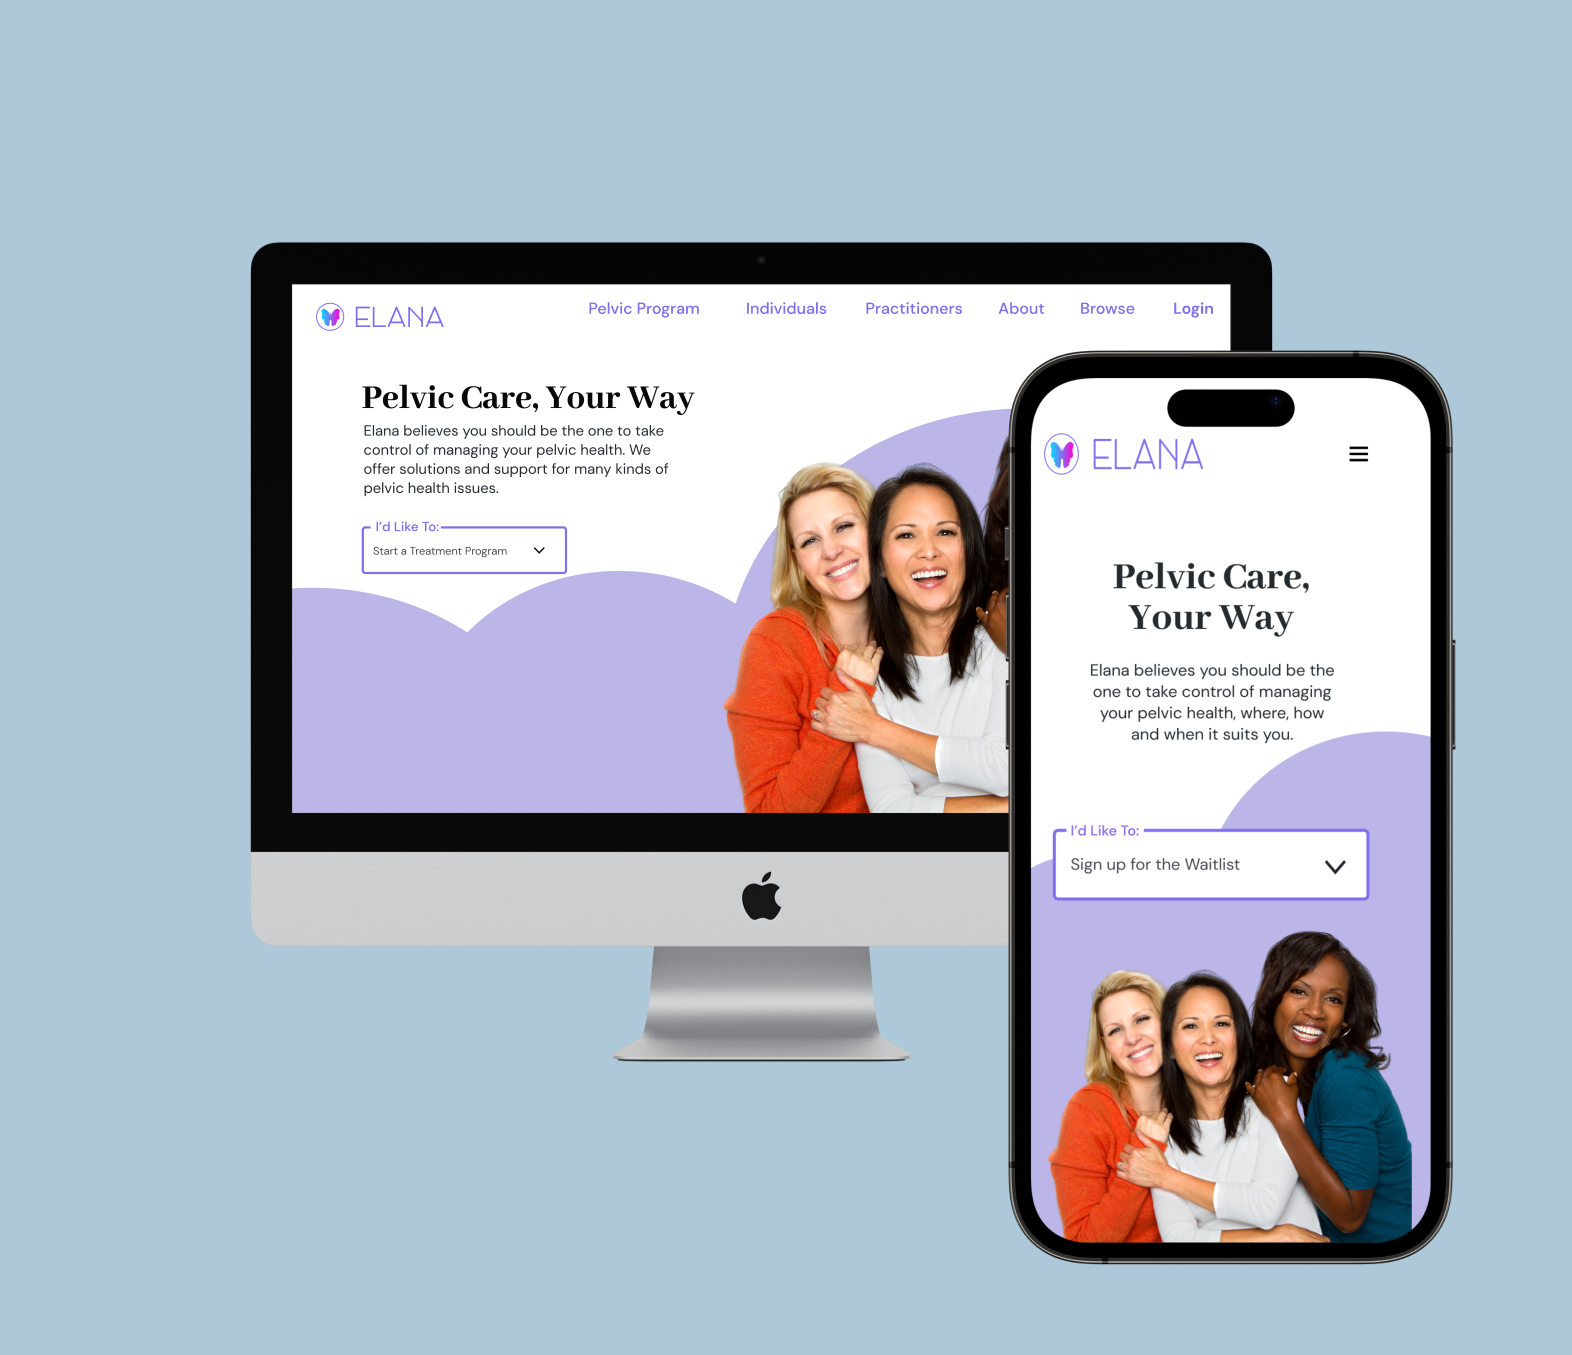 ELANA
Pelvic Program Individuals Practitioners About Browse Login
Pelvic Care, Your Way
Elana believes you should be the one to take
control of managing your pelvic health. We
offer solutions and support for many kinds of
pelvic health issues.
I'd Like To:
Start a Treatment Program
ELANA
Pelvic Care,
Your Way
Elana believes you should be the
one to take control of managing
your pelvic health, where, how
and when it suits you.
I'd Like To:
Sign up for the Waitlist